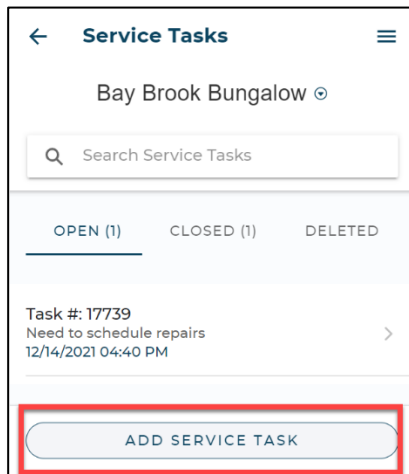 Service Tasks
Bay Brook Bungalow
Search Service Tasks
OPEN (1) CLOSED (1) DELETED
Task #: 17739
Need to schedule repairs
12/14/2021 04:40 PM
ADD SERVICE TASK